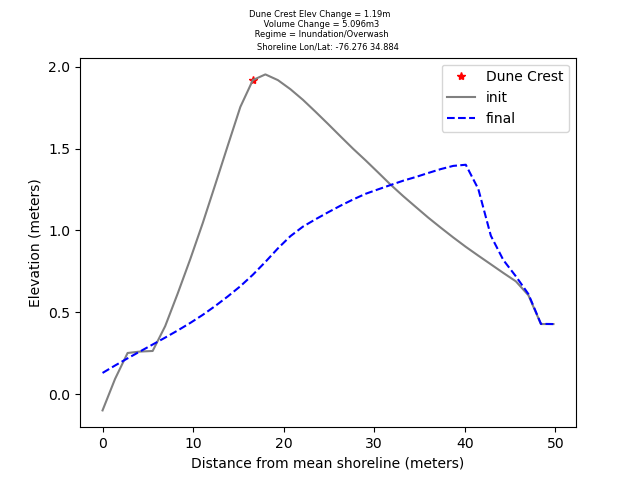 Dune Crest Elev Change = 1.19m
Volume Change = 5.096m3
Regime = Inundation/Overwash
Shoreline Lon/Lat: -76.276 34.884
Dune Crest
init
final
2.0
1.5
1.0
0.5
0.0
Elevation (meters)
0 10 20 30 40 50
Distance from mean shoreline (meters)